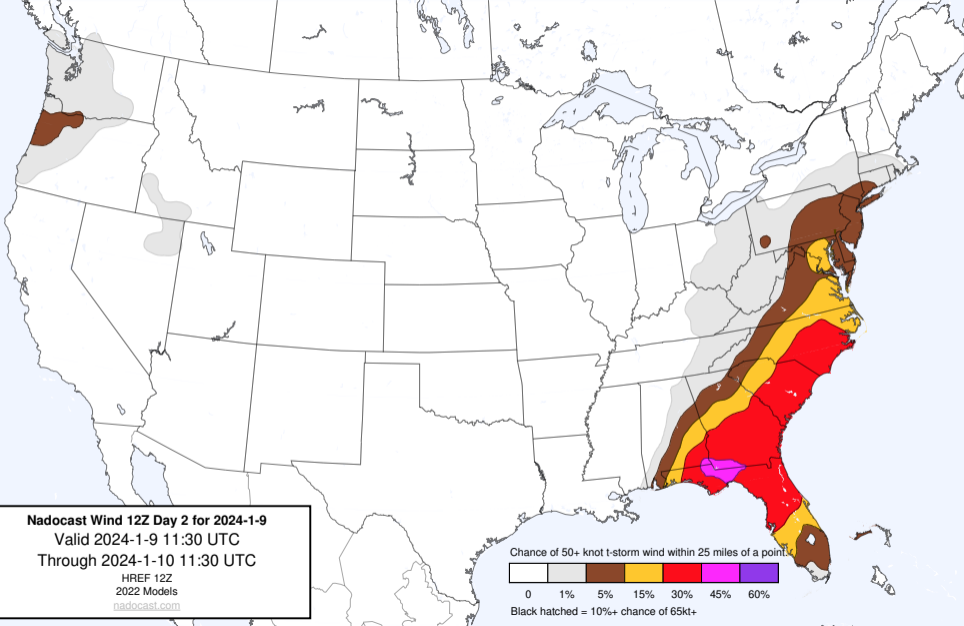 Nadocast Wind 12Z Day 2 for 2024-1-9
Valid 2024-1-9 11:30 UTC
Through 2024-1-10 11:30 UTC
HREF 12Z
2022 Models
nadocast.com
Chance of 50+ knot t-storm wind within 25 miles of a point.
0 1% 5% 15% 30% 45% 60%
Black hatched = 10%+ chance of 65kt+